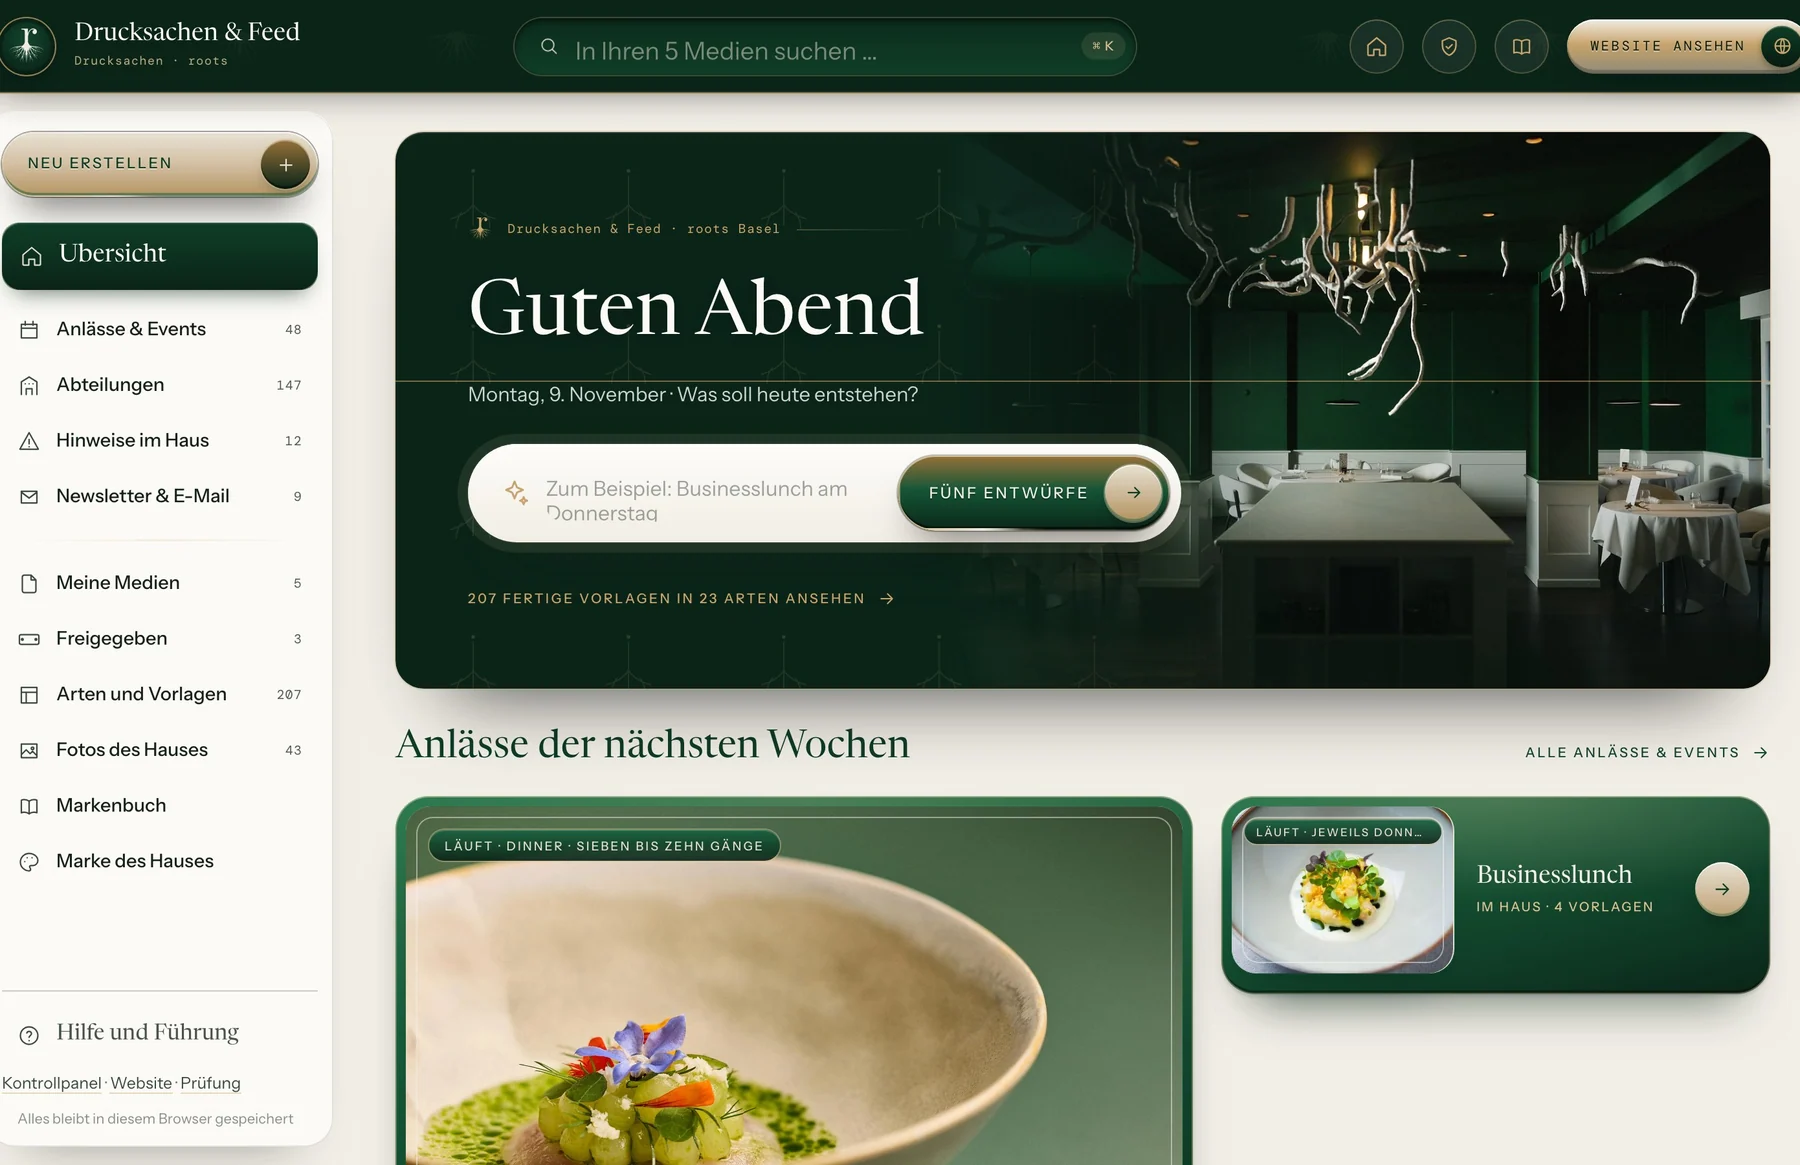 Drucksachen & Feed
Drucksachen · roots
In Ihren 5 Medien suchen ...
⌘ K
WEBSITE ANSEHEN
NEU ERSTELLEN
Übersicht
Anlässe & Events 48
Abteilungen 147
Hinweise im Haus 12
Newsletter & E-Mail 9
Meine Medien 5
Freigegeben 3
Arten und Vorlagen 207
Fotos des Hauses 43
Markenbuch
Marke des Hauses
Hilfe und Führung
Kontrollpanel · Website · Prüfung
Alles bleibt in diesem Browser gespeichert
r Drucksachen & Feed · roots Basel
Guten Abend
Montag, 9. November · Was soll heute entstehen?
Zum Beispiel: Businesslunch am
Donnerstag
FÜNF ENTWÜRFE
207 FERTIGE VORLAGEN IN 23 ARTEN ANSEHEN
Anlässe der nächsten Wochen
ALLE ANLÄSSE & EVENTS
LÄUFT · DINNER · SIEBEN BIS ZEHN GÄNGE
LÄUFT · JEWEILS DONN…
Businesslunch
IM HAUS · 4 VORLAGEN